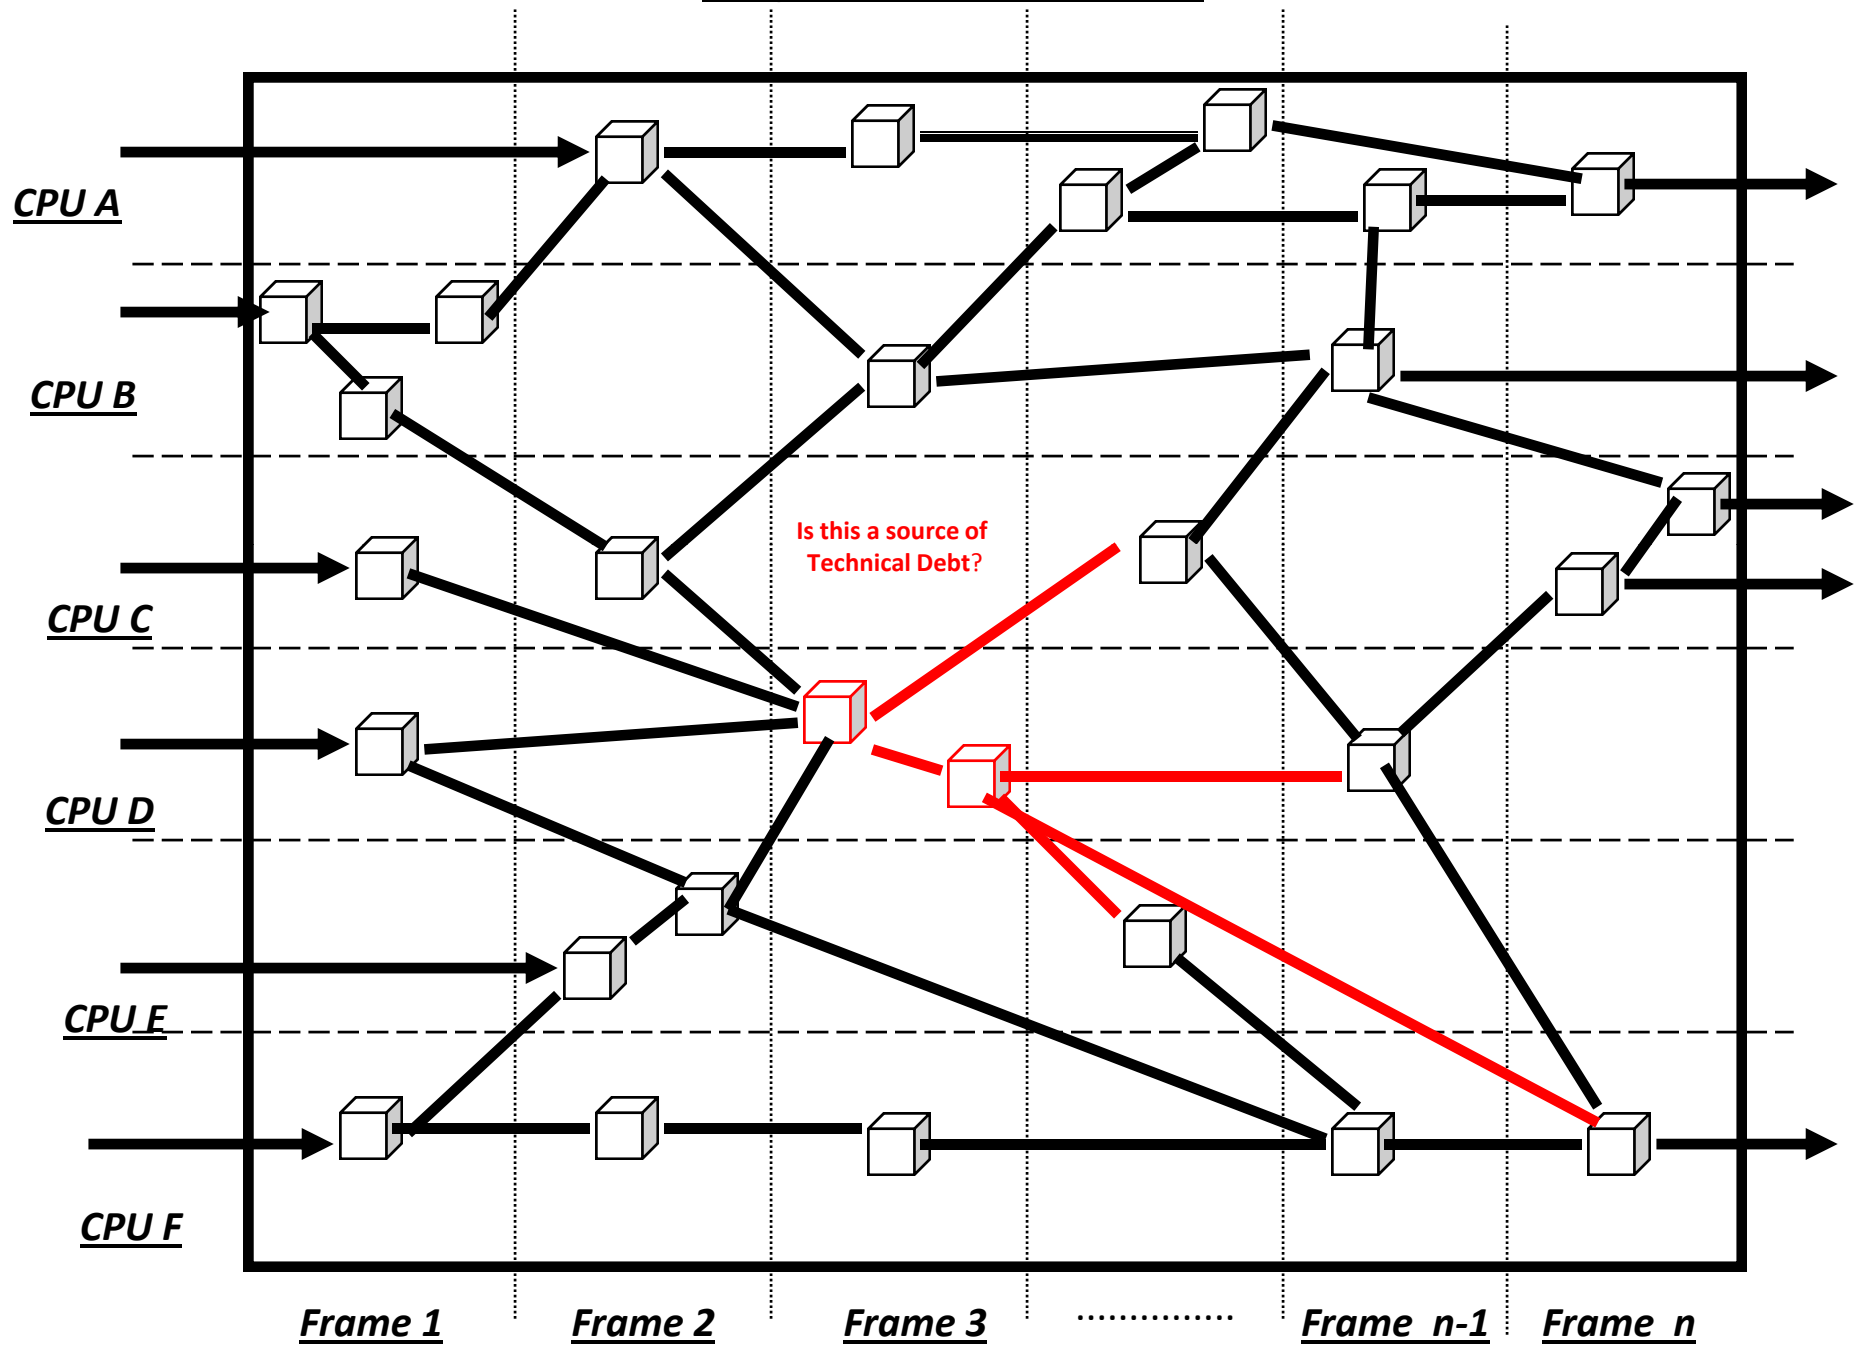 CPU A
CPU B
Is this a source of
Technical Debt?
CPU C
CPU D
CPU E
CPU F
Frame 1
Frame 2
Frame 3
...............
Frame n-1
Frame n